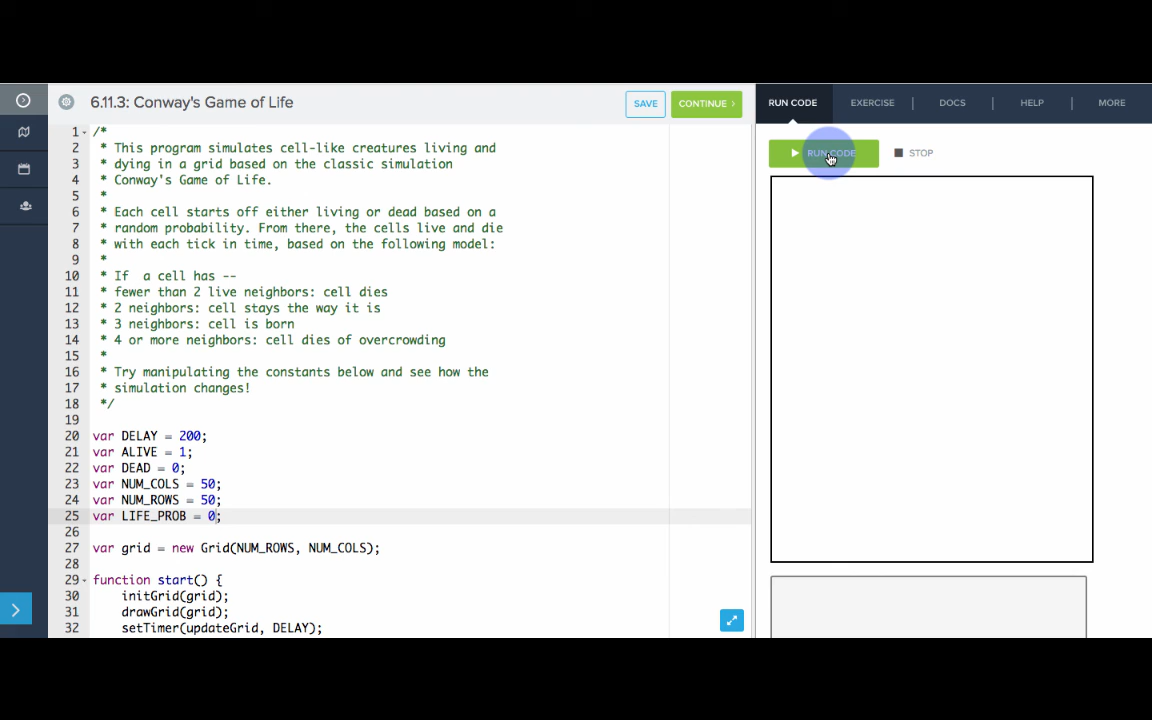 6.11.3: Conway's Game of Life
SAVE
CONTINUE ›
RUN CODE
EXERCISE
DOCS
HELP
MORE
RUN CODE
STOP
1 /*
2 * This program simulates cell-like creatures living and
3 * dying in a grid based on the classic simulation
4 * Conway's Game of Life.
5 *
6 * Each cell starts off either living or dead based on a
7 * random probability. From there, the cells live and die
8 * with each tick in time, based on the following model:
9 *
10 * If  a cell has --
11 * fewer than 2 live neighbors: cell dies
12 * 2 neighbors: cell stays the way it is
13 * 3 neighbors: cell is born
14 * 4 or more neighbors: cell dies of overcrowding
15 *
16 * Try manipulating the constants below and see how the
17 * simulation changes!
18 */
19
20 var DELAY = 200;
21 var ALIVE = 1;
22 var DEAD = 0;
23 var NUM_COLS = 50;
24 var NUM_ROWS = 50;
25 var LIFE_PROB = 0;
26
27 var grid = new Grid(NUM_ROWS, NUM_COLS);
28
29 function start() {
30 initGrid(grid);
31 drawGrid(grid);
32 setTimer(updateGrid, DELAY);